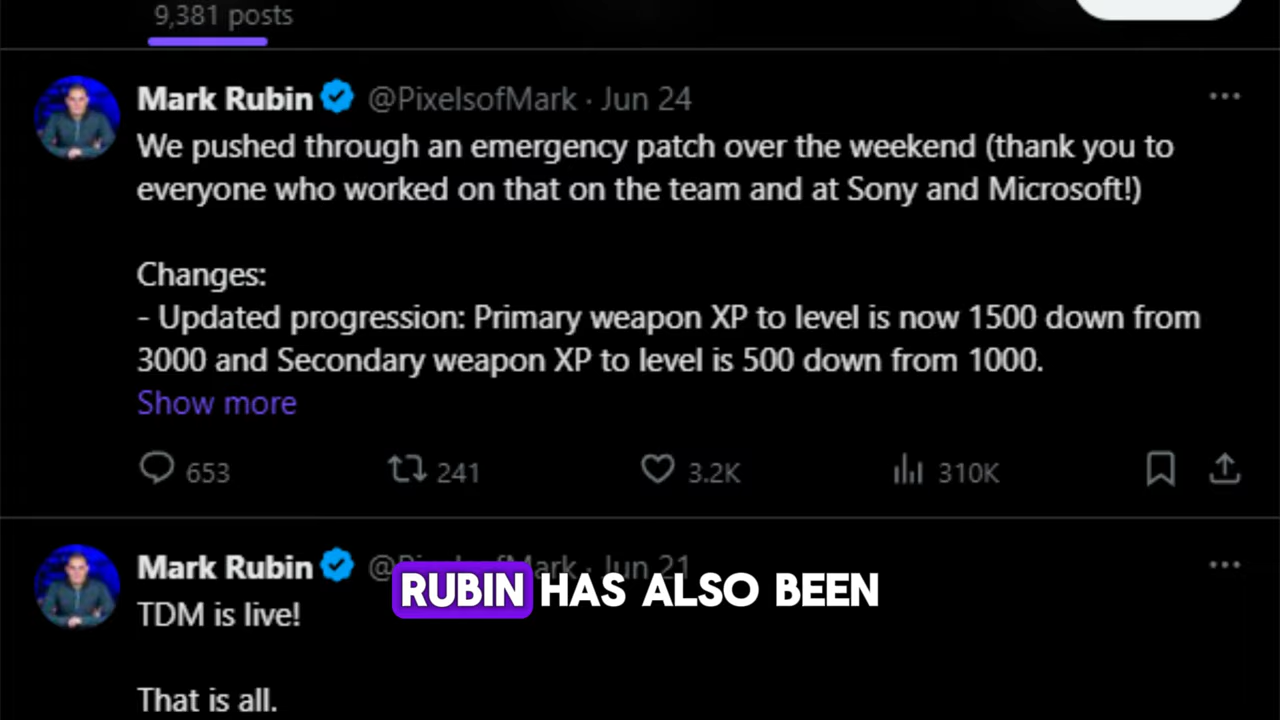 9,381 posts
Mark Rubin @PixelsofMark · Jun 24
We pushed through an emergency patch over the weekend (thank you to
everyone who worked on that on the team and at Sony and Microsoft!)
Changes:
- Updated progression: Primary weapon XP to level is now 1500 down from
3000 and Secondary weapon XP to level is 500 down from 1000.
Show more
653 241 3.2K 310K
Mark Rubin @PixelsofMark · Jun 21
TDM is live!
RUBIN HAS ALSO BEEN
That is all.